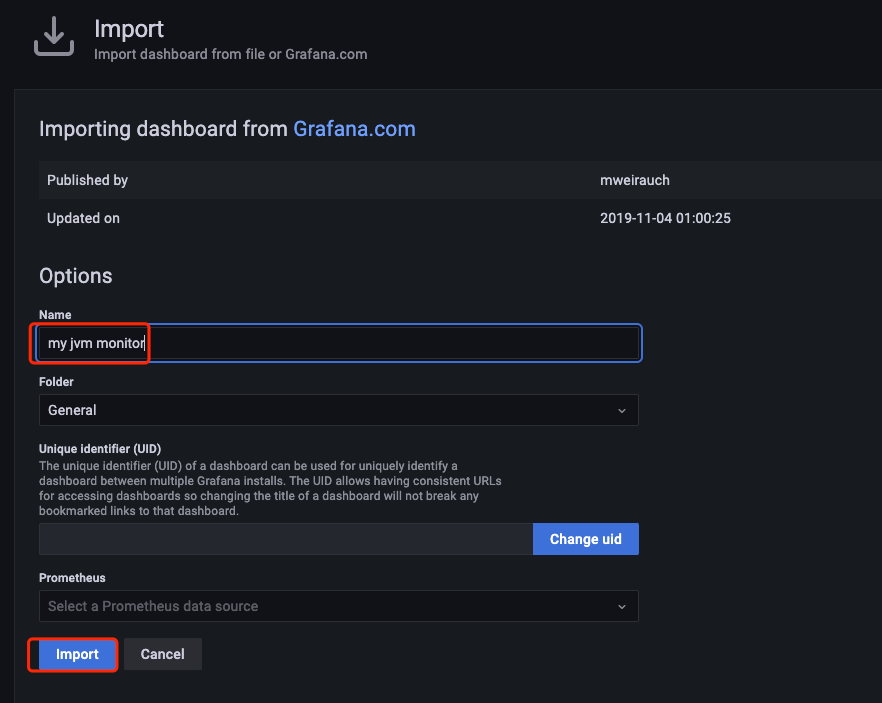 Import
Import dashboard from file or Grafana.com
Importing dashboard from Grafana.com
Published by mweirauch
Updated on 2019-11-04 01:00:25
Options
Name
my jvm monitor
Folder
General
Unique identifier (UID)
The unique identifier (UID) of a dashboard can be used for uniquely identify a
dashboard between multiple Grafana installs. The UID allows having consistent URLs
for accessing dashboards so changing the title of a dashboard will not break any
bookmarked links to that dashboard.
Change uid
Prometheus
Select a Prometheus data source
Import Cancel